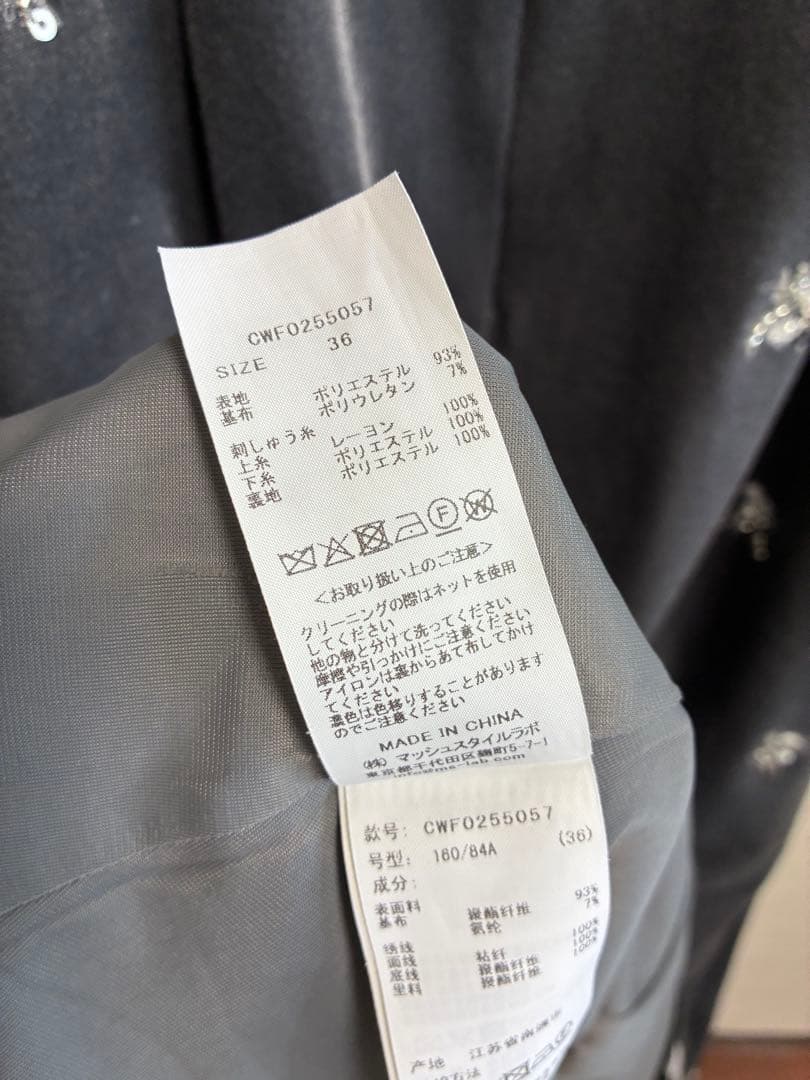 CWF0255057
SIZE 36
表地
基布 ポリエステル 93%
ポリウレタン 7%
刺しゅう糸
上糸 レーヨン 100%
下糸 ポリエステル 100%
裏地 ポリエステル 100%
F W
<お取り扱い上のご注意>
クリーニングの際はネットを使用
してください
他の物と分けて洗ってください
摩擦や引っかけにご注意ください
アイロンは裏からあて布してかけ
てください
濃色は色移りすることがあります
のでご注意ください
MADE IN CHINA
(株) マッシュスタイルラボ
東京都千代田区麹町5-7-1
info@ms-lab.com
款号: CWF0255057
号型: 160/84A (36)
成分:
表面料
基布 聚酯纤维 93%
氨纶 7%
绣线
面线 粘纤 100%
底线 聚酯纤维 100%
里料 聚酯纤维 100%
产地 江苏省南通市